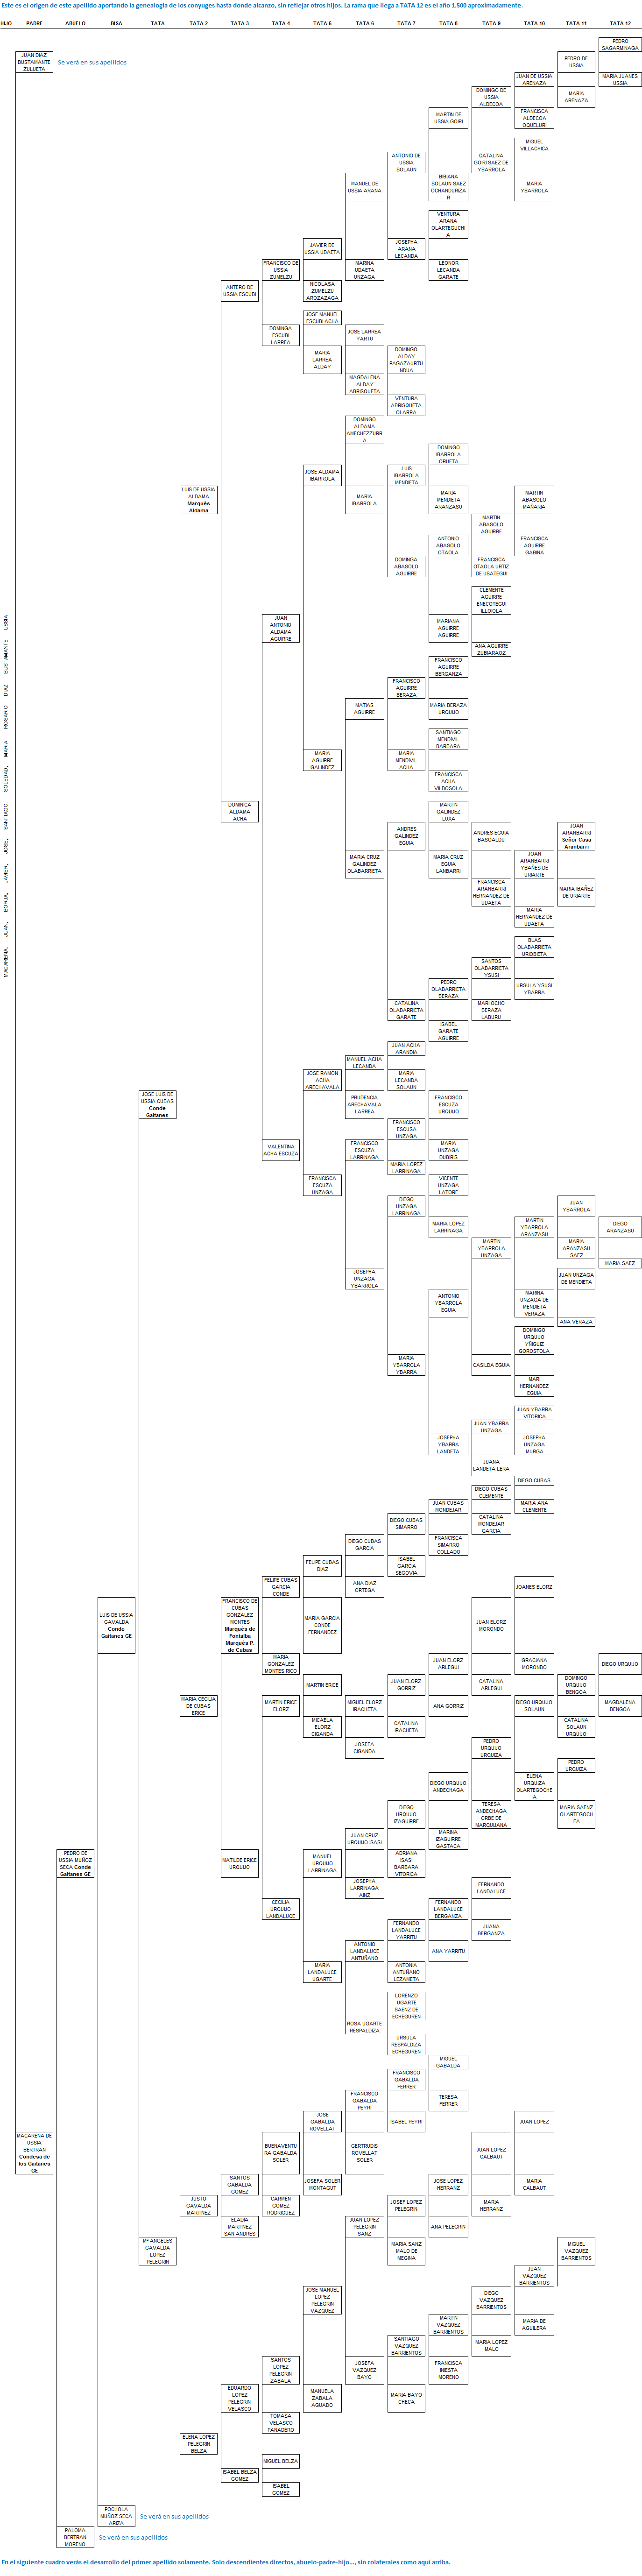 Este es el origen de este apellido aportando la genealogia de los conyuges hasta donde alcanzo, sin reflejar otros hijos. La rama que llega a TATA 12 es el año 1.500 aproximadamente.
HIJO PADRE ABUELO BISA TATA TATA 2 TATA 3 TATA 4 TATA 5 TATA 6 TATA 7 TATA 8 TATA 9 TATA 10 TATA 11 TATA 12
PEDRO
SAGARMNAGA
JUAN DIAZ
BUSTAMANTE
ZULUETA
Se verá en sus apellidos
PEDRO DE
USSIA
JUAN DE USSIA
ARENAZA
MARIA JUANES
USSIA
DOMINGO DE
USSIA
ALDECOA
MARIA
ARENAZA
MARTIN DE
USSIA GOIRI
FRANCISCA
ALDECOA
OQUELURI
MIGUEL
VILLACHICA
ANTONIO DE
USSIA
SOLAUN
CATALINA
GOIRI SAEZ DE
YBARROLA
MANUEL DE
USSIA ARANA
BIBIANA
SOLAUN SAEZ
OCHANDURIZA
R
MARIA
YBARROLA
VENTURA
ARANA
OLARTEGUCHI
A
JAVIER DE
USSIA UDAETA
JOSEPHA
ARANA
LECANDA
FRANCISCO DE
USSIA
ZUMELZU
MARINA
UDAETA
UNZAGA
LEONOR
LECANDA
GARATE
ANTERO DE
USSIA ESCUBI
NICOLASA
ZUMELZU
AROZAZAGA
JOSE MANUEL
ESCUBI ACHA
DOMINGA
ESCUBI
LARREA
JOSE LARREA
YARTU
MARIA
LARREA
ALDAY
DOMINGO
ALDAY
PAGAZAURTU
NDUA
MAGDALENA
ALDAY
ABRISQUETA
VENTURA
ABRISQUETA
OLARRA
DOMINGO
ALDAMA
AMECHEZZURR
A
DOMINGO
IBARROLA
ORUETA
JOSE ALDAMA
IBARROLA
LUIS
IBARROLA
MENDIETA
LUIS DE USSIA
ALDAMA
Marqués
Aldama
MARIA
IBARROLA
MARIA
MENDIETA
ARANZASU
MARTIN
ABASOLO
MAÑARIA
MARTIN
ABASOLO
AGUIRRE
ANTONIO
ABASOLO
OTAOLA
FRANCISCA
AGUIRRE
GABINA
DOMINGA
ABASOLO
AGUIRRE
FRANCISCA
OTAOLA URTIZ
DE USATEGUI
CLEMENTE
AGUIRRE
ENECOTEGUI
ILLOIOLA
JUAN
ANTONIO
ALDAMA
AGUIRRE
MARIANA
AGUIRRE
AGUIRRE
ANA AGUIRRE
ZUBIARAOZ
FRANCISCO
AGUIRRE
BERGANZA
FRANCISCO
AGUIRRE
BERAZA
MATIAS
AGUIRRE
MARIA BERAZA
URQUIJO
SANTIAGO
MENDIVIL
BARBARA
MARIA
AGUIRRE
GALINDEZ
MARIA
MENDIVIL
ACHA
FRANCISCA
ACHA
VILDOSOLA
DOMINICA
ALDAMA
ACHA
MARTIN
GALINDEZ
LUXA
ANDRES
GALINDEZ
EGUIA
ANDRES EGUIA
BASOALDU
JOAN
ARANBARRI
Señor Casa
Aranbarri
MARIA CRUZ
GALINDEZ
OLABARRIETA
MARIA CRUZ
EGUIA
LANBARRI
JOAN
ARANBARRI
YBAÑES DE
URIARTE
FRANCISCA
ARANBARRI
HERNANDEZ DE
UDAETA
MARIA IBAÑEZ
DE URIARTE
MARIA
HERNANDEZ DE
UDAETA
BLAS
OLABARRIETA
URIOBIETA
SANTOS
OLABARRIETA
YSUSI
PEDRO
OLABARRIETA
BERAZA
URSULA YSUSI
YBARRA
CATALINA
OLABARRIETA
GARATE
MARI OCHO
BERAZA
LABURU
ISABEL
GARATE
AGUIRRE
JUAN ACHA
ARANDIA
MANUEL ACHA
LECANDA
JOSE RAMON
ACHA
ARECHAVALA
MARIA
LECANDA
SOLAUN
JOSE LUIS DE
USSIA CUBAS
Conde
Gaitanes
PRUDENCIA
ARECHAVALA
LARREA
FRANCISCO
ESCUZA
URQUIJO
FRANCISCO
ESCUSA
UNZAGA
VALENTINA
ACHA ESCUZA
FRANCISCO
ESCUZA
LARRINAGA
MARIA
UNZAGA
DUBIRIS
MARIA LOPEZ
LARRINAGA
FRANCISCA
ESCUZA
UNZAGA
VICENTE
UNZAGA
LATORE
DIEGO
UNZAGA
LARRINAGA
JUAN
YBARROLA
MARIA LOPEZ
LARRINAGA
MARTIN
YBARROLA
ARANZASU
DIEGO
ARANZASU
MARTIN
YBARROLA
UNZAGA
MARIA
ARANZASU
SAEZ
MARIA SAEZ
JOSEPHA
UNZAGA
YBARROLA
JUAN UNZAGA
DE MENDIETA
ANTONIO
YBARROLA
EGUIA
MARINA
UNZAGA DE
MENDIETA
VERAZA
ANA VERAZA
DOMINGO
URQUIJO
YÑIGUIZ
GOROSTOLA
MARIA
YBARROLA
YBARRA
CASILDA EGUIA
MARI
HERNANDEZ
EGUIA
JUAN YBARRA
VITORICA
JUAN YBARRA
UNZAGA
JOSEPHA
YBARRA
LANDETA
JOSEPHA
UNZAGA
MURGA
JUANA
LANDETA LERA
DIEGO CUBAS
DIEGO CUBAS
CLEMENTE
JUAN CUBAS
MONDEJAR
MARIA ANA
CLEMENTE
DIEGO CUBAS
SIMARRO
CATALINA
MONDEJAR
GARCIA
DIEGO CUBAS
GARCIA
FRANCISCA
SIMARRO
COLLADO
FELIPE CUBAS
DIAZ
ISABEL
GARCIA
SEGOVIA
FELIPE CUBAS
GARCIA
CONDE
ANA DIAZ
ORTEGA
JOANES ELORZ
LUIS DE USSIA
GAVALDA
Conde
Gaitanes GE
FRANCISCO DE
CUBAS
GONZALEZ
MONTES
Marqués de
Fontalba
Marqués P.
de Cubas
MARIA GARCIA
CONDE
FERNANDEZ
JUAN ELORZ
MORONDO
MARIA
GONZALEZ
MONTES RICO
JUAN ELORZ
ARLEGUI
GRACIANA
MORONDO
DIEGO URQUIJO
MARTIN ERICE
JUAN ELORZ
GORRIZ
CATALINA
ARLEGUI
DOMINGO
URQUIJO
BENGOA
MARIA CECILIA
DE CUBAS
ERICE
MARTIN ERICE
ELORZ
MIGUEL ELORZ
IRACHETA
ANA GORRIZ
DIEGO URQUIJO
SOLAUN
MAGDALENA
BENGOA
MICAELA
ELORZ
CIGANDA
CATALINA
IRACHETA
CATALINA
SOLAUN
URQUIJO
JOSEFA
CIGANDA
PEDRO
URQUIJO
URQUIZA
PEDRO
URQUIZA
DIEGO URQUIJO
ANDECHAGA
ELENA
URQUIZA
OLARTEGOCHE
A
DIEGO
URQUIJO
IZAGUIRRE
TERESA
ANDECHAGA
ORBE DE
MARQUIJANA
MARIA SAENZ
OLARTEGOCH
EA
JUAN CRUZ
URQUIJO ISASI
MARINA
IZAGUIRRE
GASTACA
PEDRO DE
USSIA MUÑOZ
SECA Conde
Gaitanes GE
MATILDE ERICE
URQUIJO
MANUEL
URQUIJO
LARRINAGA
ADRIANA
ISASI
BARBARA
VITORICA
JOSEPHA
LARRINAGA
AINZ
FERNANDO
LANDALUCE
CECILIA
URQUIJO
LANDALUCE
FERNANDO
LANDALUCE
BERGANZA
FERNANDO
LANDALUCE
YARRITU
JUANA
BERGANZA
ANTONIO
LANDALUCE
ANTUÑANO
ANA YARRITU
MARIA
LANDALUCE
UGARTE
ANTONIA
ANTUÑANO
LEZAMETA
LORENZO
UGARTE
SAENZ DE
ECHEGUREN
ROSA UGARTE
RESPALDIZA
URSULA
RESPALDIZA
ECHEGUREN
MIGUEL
GABALDA
FRANCISCO
GABALDA
FERRER
FRANCISCO
GABALDA
PEYRI
TERESA
FERRER
JOSE
GABALDA
ROVELLAT
ISABEL PEYRI
JUAN LOPEZ
MACARENA DE
USSIA
BERTRAN
Condesa de
los Gaitanes
GE
BUENAVENTU
RA GABALDA
SOLER
GERTRUDIS
ROVELLAT
SOLER
JUAN LOPEZ
CALBAUT
SANTOS
GABALDA
GOMEZ
JOSEFA SOLER
MONTAGUT
JOSE LOPEZ
HERRANZ
MARIA
CALBAUT
JUSTO
GAVALDA
MARTINEZ
CARMEN
GOMEZ
RODRIGUEZ
JOSEF LOPEZ
PELEGRIN
MARIA
HERRANZ
ELADIA
MARTINEZ
SAN ANDRES
JUAN LOPEZ
PELEGRIN
SANZ
ANA PELEGRIN
Mª ANGELES
GAVALDA
LOPEZ
PELEGRIN
MARIA SANZ
MALO DE
MEGINA
MIGUEL
VAZQUEZ
BARRIENTOS
JUAN
VAZQUEZ
BARRIENTOS
JOSE MANUEL
LOPEZ
PELEGRIN
VAZQUEZ
DIEGO
VAZQUEZ
BARRIENTOS
MARTIN
VAZQUEZ
BARRIENTOS
MARIA DE
AGUILERA
SANTIAGO
VAZQUEZ
BARRIENTOS
MARIA LOPEZ
MALO
SANTOS
LOPEZ
PELEGRIN
ZABALA
JOSEFA
VAZQUEZ
BAYO
FRANCISCA
INIESTA
MORENO
EDUARDO
LOPEZ
PELEGRIN
VELASCO
MANUELA
ZABALA
AGUADO
MARIA BAYO
CHECA
TOMASA
VELASCO
PANADERO
ELENA LOPEZ
PELEGRIN
BELZA
MIGUEL BELZA
ISABEL BELZA
GOMEZ
ISABEL
GOMEZ
POCHOLA
MUÑOZ SECA
ARIZA
Se verá en sus apellidos
PALOMA
BERTRAN
MORENO
Se verá en sus apellidos
MACARENA, JUAN, BORJA, JAVIER, JOSE, SANTIAGO, SOLEDAD, MARIA, ROSARIO DIAZ BUSTAMANTE USSIA
En el siguiente cuadro verás el desarrollo del primer apellido solamente. Solo descendientes directos, abuelo-padre-hijo..., sin colaterales como aquí arriba.